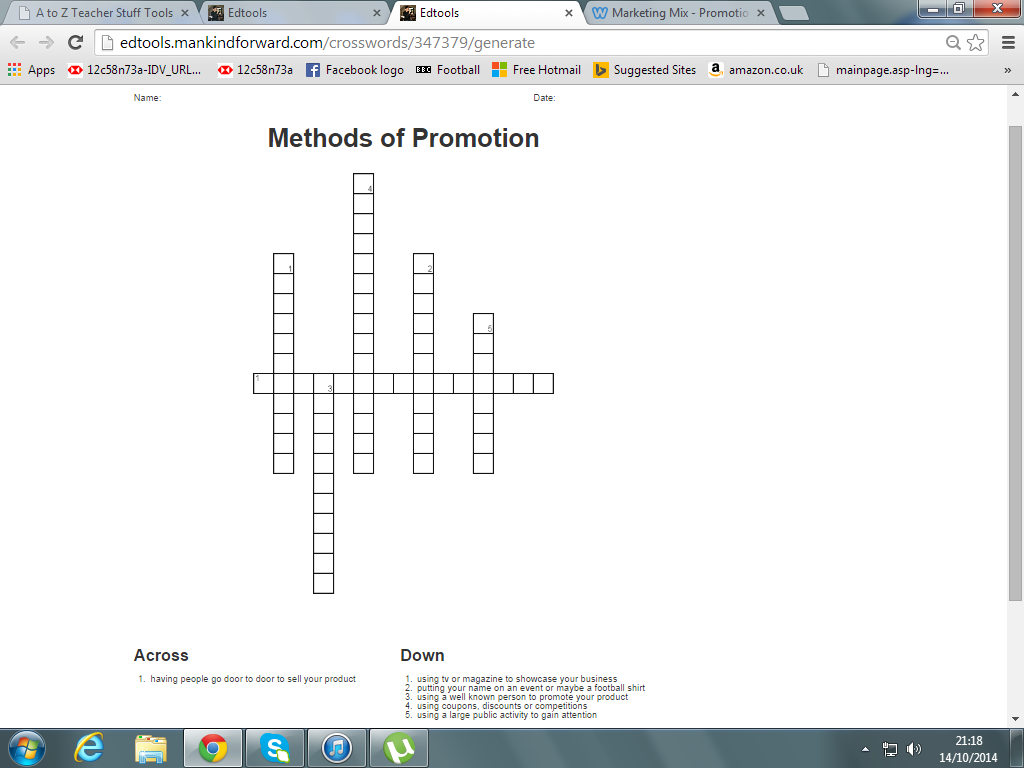 A to Z Teacher Stuff Tools
Edtools
Edtools
Marketing Mix - Promotio
edtools.mankindforward.com/crosswords/347379/generate
Apps
12c58n73a-IDV_URL...
12c58n73a
Facebook logo
BBC Football
Free Hotmail
Suggested Sites
amazon.co.uk
mainpage.asp-lng=...
»
Name:
Date:
Methods of Promotion
4
1
2
5
1
3
Across
1. having people go door to door to sell your product
Down
1. using tv or magazine to showcase your business
2. putting your name on an event or maybe a football shirt
3. using a well known person to promote your product
4. using coupons, discounts or competitions
5. using a large public activity to gain attention
21:18
14/10/2014